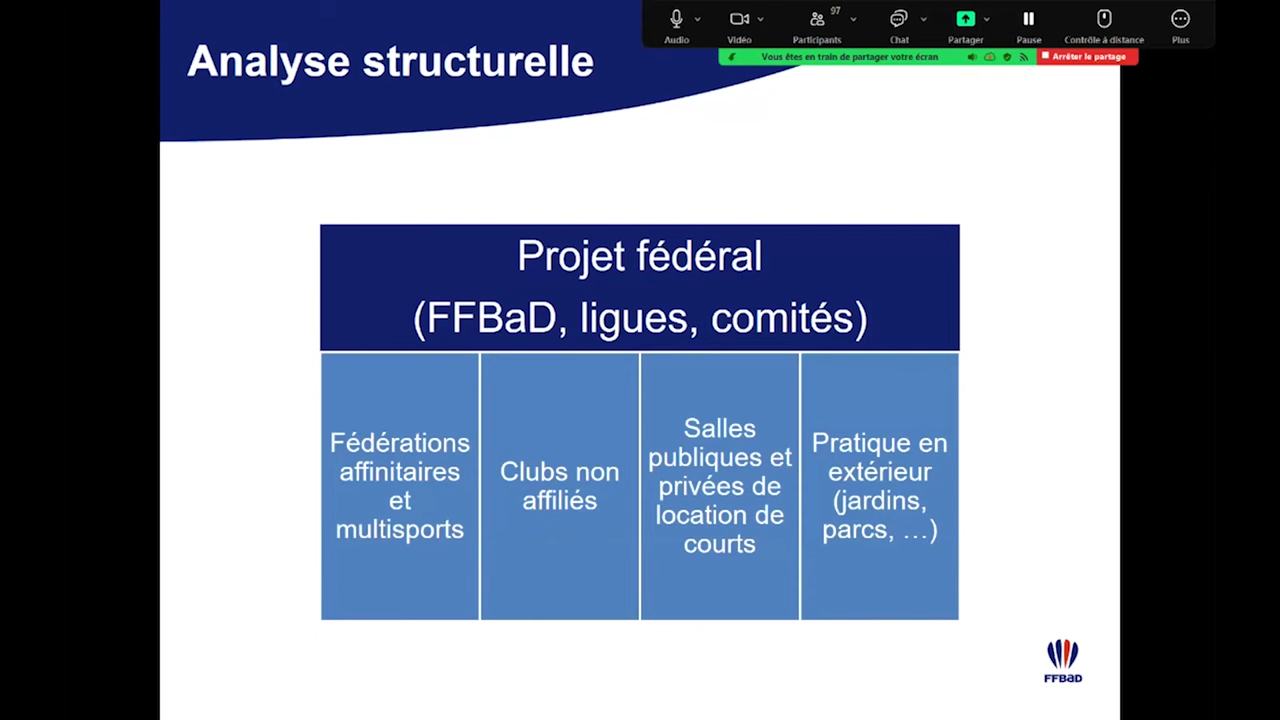 97
Audio
Vidéo
Participants
Chat
Partager
Pause
Contrôle à distance
Plus
Vous êtes en train de partager votre écran
Arrêter le partage
Analyse structurelle
Projet fédéral
(FFBaD, ligues, comités)
Fédérations
affinitaires
et
multisports
Clubs non
affiliés
Salles
publiques et
privées de
location de
courts
Pratique en
extérieur
(jardins,
parcs, …)
FFBaD